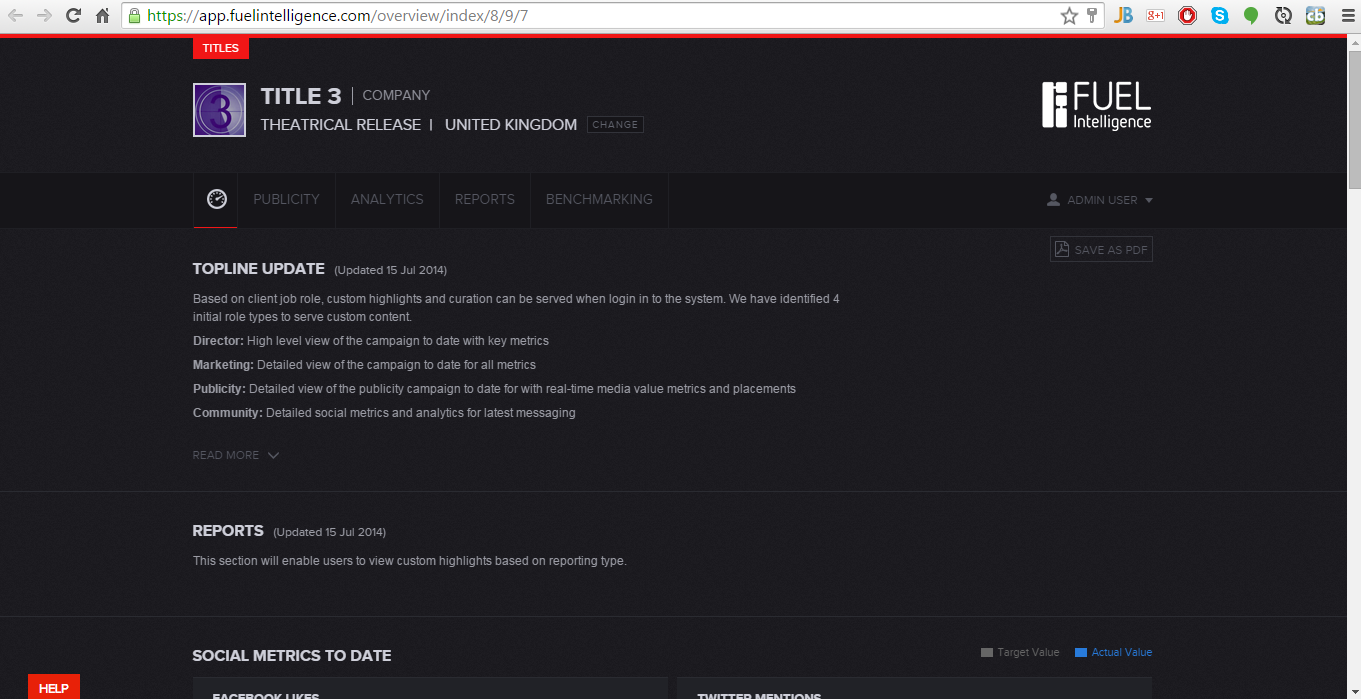 https://app.fuelintelligence.com/overview/index/8/9/7
JB
g+1
S
cb
TITLES
3
TITLE 3 | COMPANY
THEATRICAL RELEASE | UNITED KINGDOM CHANGE
FUEL
Intelligence
PUBLICITY ANALYTICS REPORTS BENCHMARKING ADMIN USER
SAVE AS PDF
TOPLINE UPDATE (Updated 15 Jul 2014)
Based on client job role, custom highlights and curation can be served when login in to the system. We have identified 4
initial role types to serve custom content.
Director: High level view of the campaign to date with key metrics
Marketing: Detailed view of the campaign to date for all metrics
Publicity: Detailed view of the publicity campaign to date for with real-time media value metrics and placements
Community: Detailed social metrics and analytics for latest messaging
READ MORE
REPORTS (Updated 15 Jul 2014)
This section will enable users to view custom highlights based on reporting type.
SOCIAL METRICS TO DATE Target Value Actual Value
HELP
FACEBOOK LIKES TWITTER MENTIONS